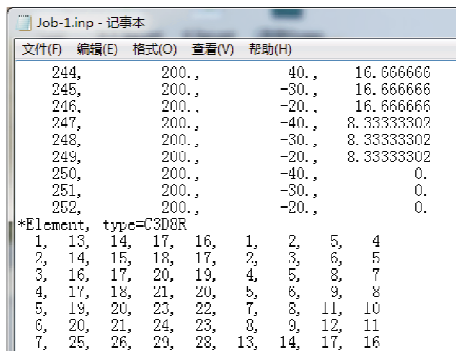 Job-1.inp - 记事本
文件(F) 编辑(E) 格式(O) 查看(V) 帮助(H)
244, 200., 40., 16.666666
245, 200., -30., 16.666666
246, 200., -20., 16.666666
247, 200., -40., 8.33333302
248, 200., -30., 8.33333302
249, 200., -20., 8.33333302
250, 200., -40., 0.
251, 200., -30., 0.
252, 200., -20., 0.
*Element, type=C3D8R
1, 13, 14, 17, 16, 1, 2, 5, 4
2, 14, 15, 18, 17, 2, 3, 6, 5
3, 16, 17, 20, 19, 4, 5, 8, 7
4, 17, 18, 21, 20, 5, 6, 9, 8
5, 19, 20, 23, 22, 7, 8, 11, 10
6, 20, 21, 24, 23, 8, 9, 12, 11
7, 25, 26, 29, 28, 13, 14, 17, 16